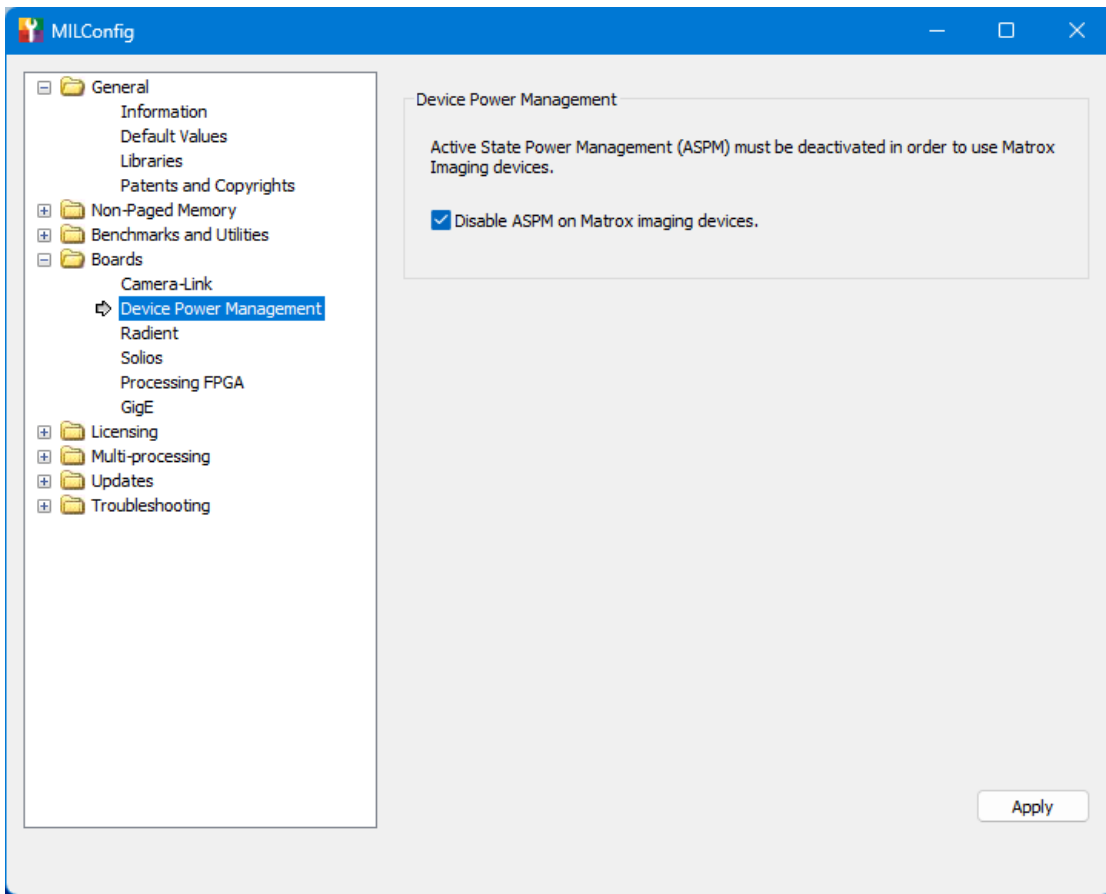 MILConfig
General
Information
Default Values
Libraries
Patents and Copyrights
Non-Paged Memory
Benchmarks and Utilities
Boards
Camera-Link
Device Power Management
Radient
Solios
Processing FPGA
GigE
Licensing
Multi-processing
Updates
Troubleshooting
Device Power Management
Active State Power Management (ASPM) must be deactivated in order to use Matrox
Imaging devices.
Disable ASPM on Matrox imaging devices.
Apply